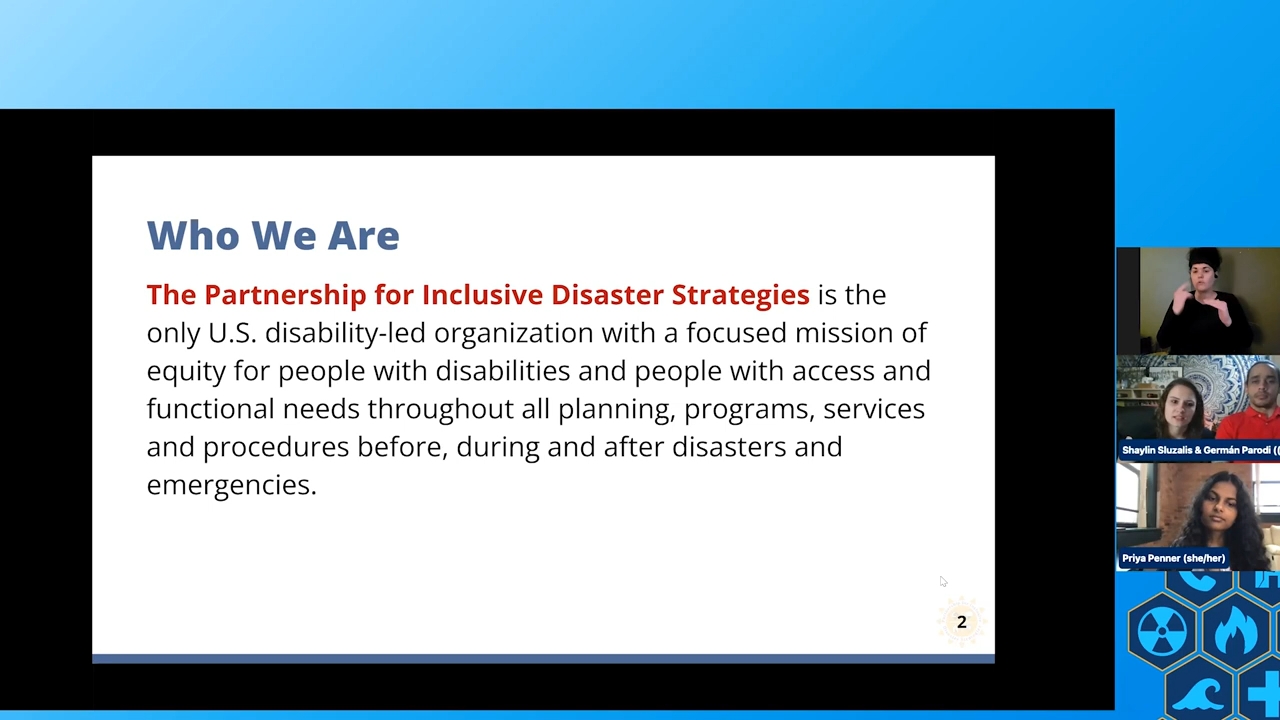 Who We Are
The Partnership for Inclusive Disaster Strategies is the
only U.S. disability-led organization with a focused mission of
equity for people with disabilities and people with access and
functional needs throughout all planning, programs, services
and procedures before, during and after disasters and
emergencies.
2
Shaylin Sluzalis & Germán Parodi (
Priya Penner (she/her)